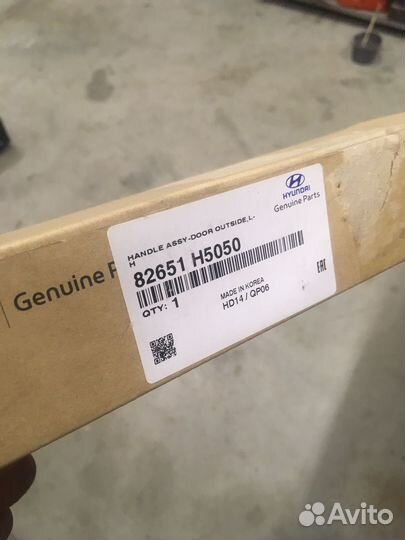 HYUNDAI
Genuine Parts
HANDLE ASSY-DOOR OUTSIDE,L-
H
82651 H5050
QTY: 1
MADE IN KOREA
HD14 / QP06
EAC
Genuine P
Avito